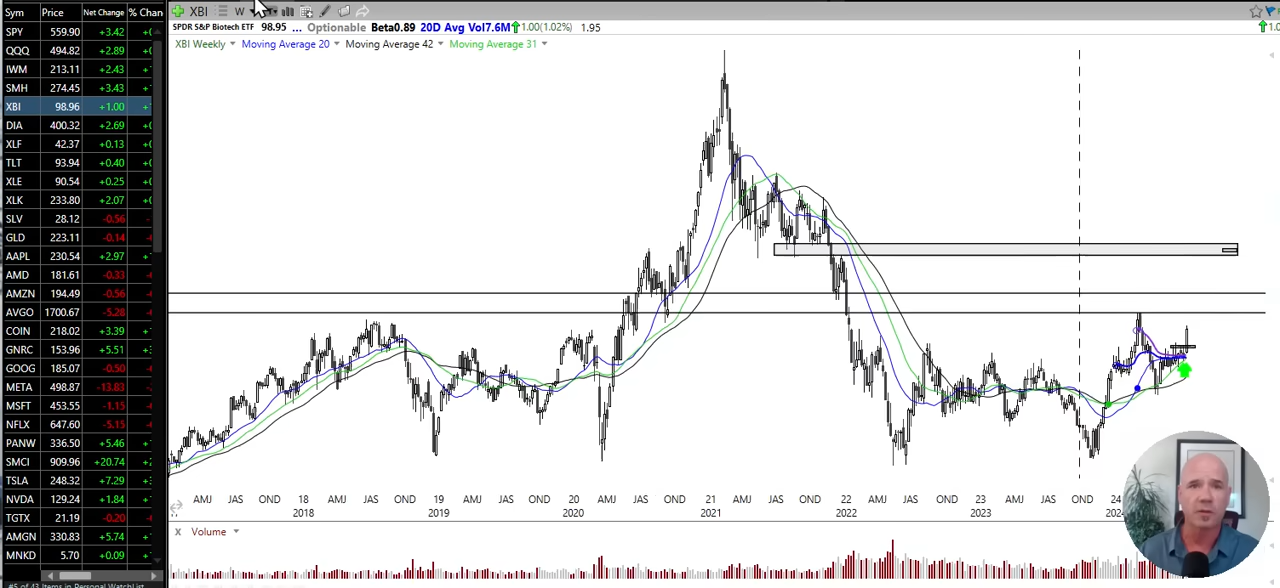 Sym Price Net Change % Chan
SPY 559.90 +3.42 +
QQQ 494.82 +2.89 +
IWM 213.11 +2.43 +
SMH 274.45 +3.43 +
XBI 98.96 +1.00 +
DIA 400.32 +2.69 +
XLF 42.37 +0.13 +
TLT 93.94 +0.40 +
XLE 90.54 +0.25 +
XLK 233.80 +2.07 +
SLV 28.12 -0.56 -
GLD 223.11 -0.14 -
AAPL 230.54 +2.97 +
AMD 181.61 -0.33 -
AMZN 194.49 -0.56 -
AVGO 1700.67 -5.28 -
COIN 218.02 +3.39 +
GNRC 153.96 +5.51 +
GOOG 185.07 -0.50 -
META 498.87 -13.83 -
MSFT 453.55 -1.15 -
NFLX 647.60 -5.15 -
PANW 336.50 +5.46 +
SMCI 909.96 +20.74 +
TSLA 248.32 +7.29 +
NVDA 129.24 +1.84 +
TGTX 21.19 -0.20 -
AMGN 330.83 +5.74 +
MNKD 5.70 +0.09 +
#5 of 43 Items in Personal WatchList
XBI W
SPDR S&P Biotech ETF 98.95 ... Optionable Beta0.89 20D Avg Vol7.6M 1.00(1.02%) 1.95
XBI Weekly Moving Average 20 Moving Average 42 Moving Average 31
AMJ JAS OND 18 AMJ JAS OND 19 AMJ JAS OND 20 AMJ JAS OND 21 AMJ JAS OND 22 AMJ JAS OND 23 AMJ JAS OND 24
2018 2019 2020 2021 2022 2023
X Volume